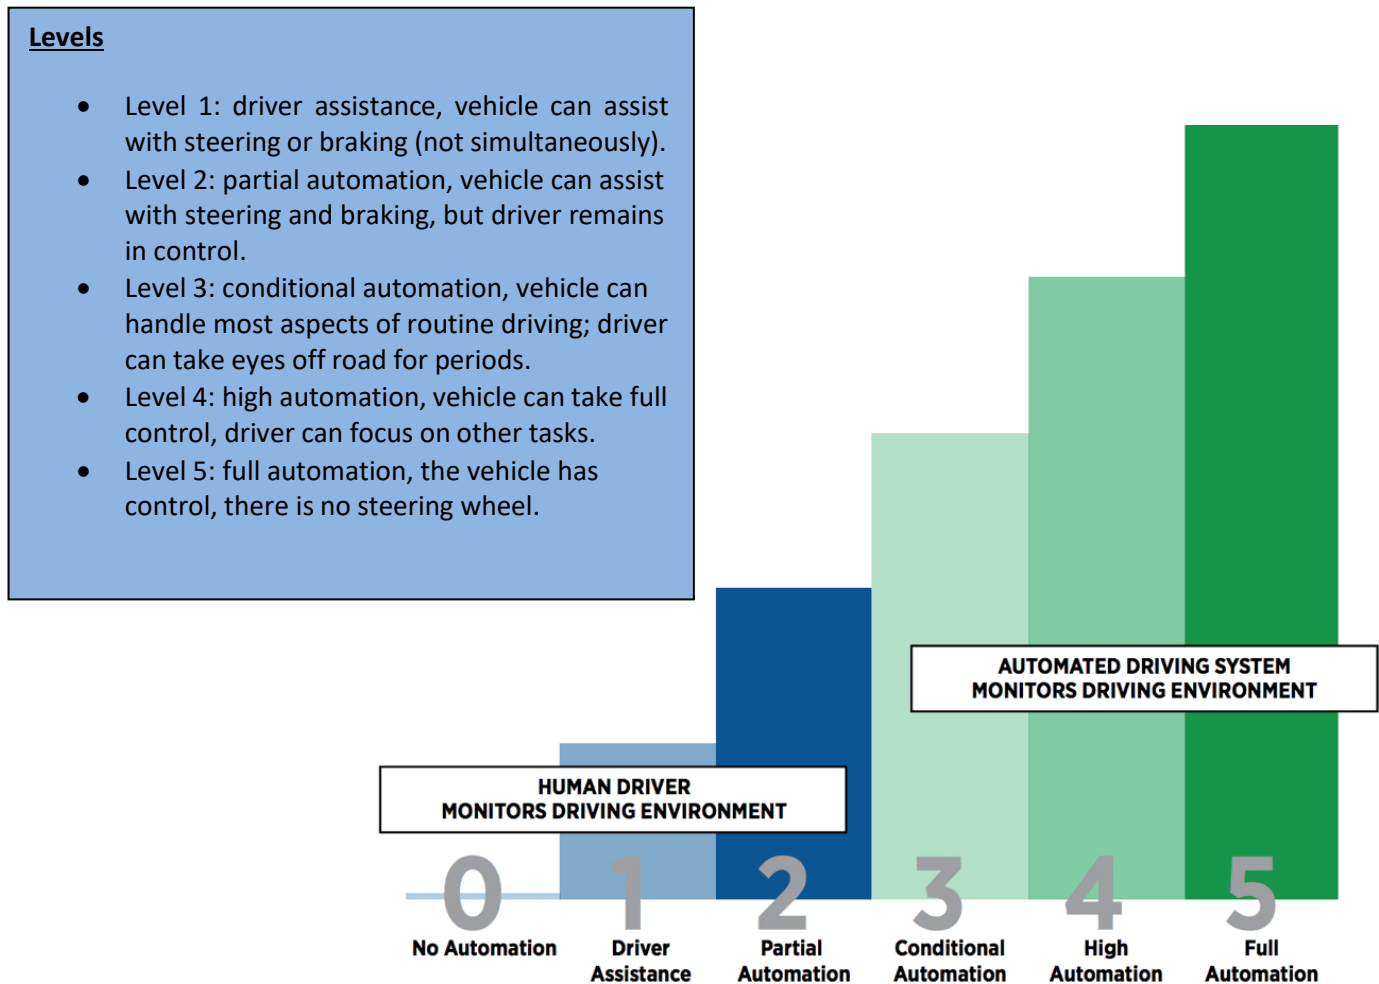 Levels
• Level 1: driver assistance, vehicle can assist
with steering or braking (not simultaneously).
• Level 2: partial automation, vehicle can assist
with steering and braking, but driver remains
in control.
• Level 3: conditional automation, vehicle can
handle most aspects of routine driving; driver
can take eyes off road for periods.
• Level 4: high automation, vehicle can take full
control, driver can focus on other tasks.
• Level 5: full automation, the vehicle has
control, there is no steering wheel.
AUTOMATED DRIVING SYSTEM
MONITORS DRIVING ENVIRONMENT
HUMAN DRIVER
MONITORS DRIVING ENVIRONMENT
0
No Automation
1
Driver
Assistance
2
Partial
Automation
3
Conditional
Automation
4
High
Automation
5
Full
Automation